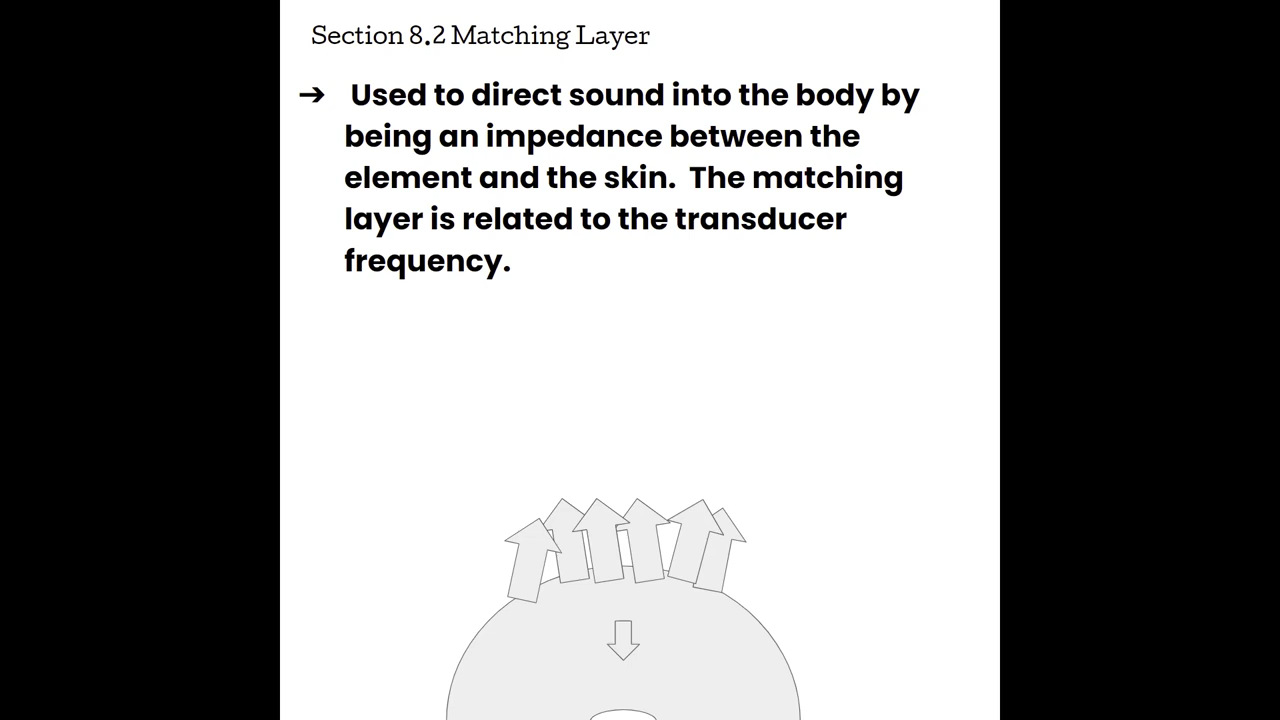 Section 8.2 Matching Layer
➔ Used to direct sound into the body by
being an impedance between the
element and the skin.  The matching
layer is related to the transducer
frequency.